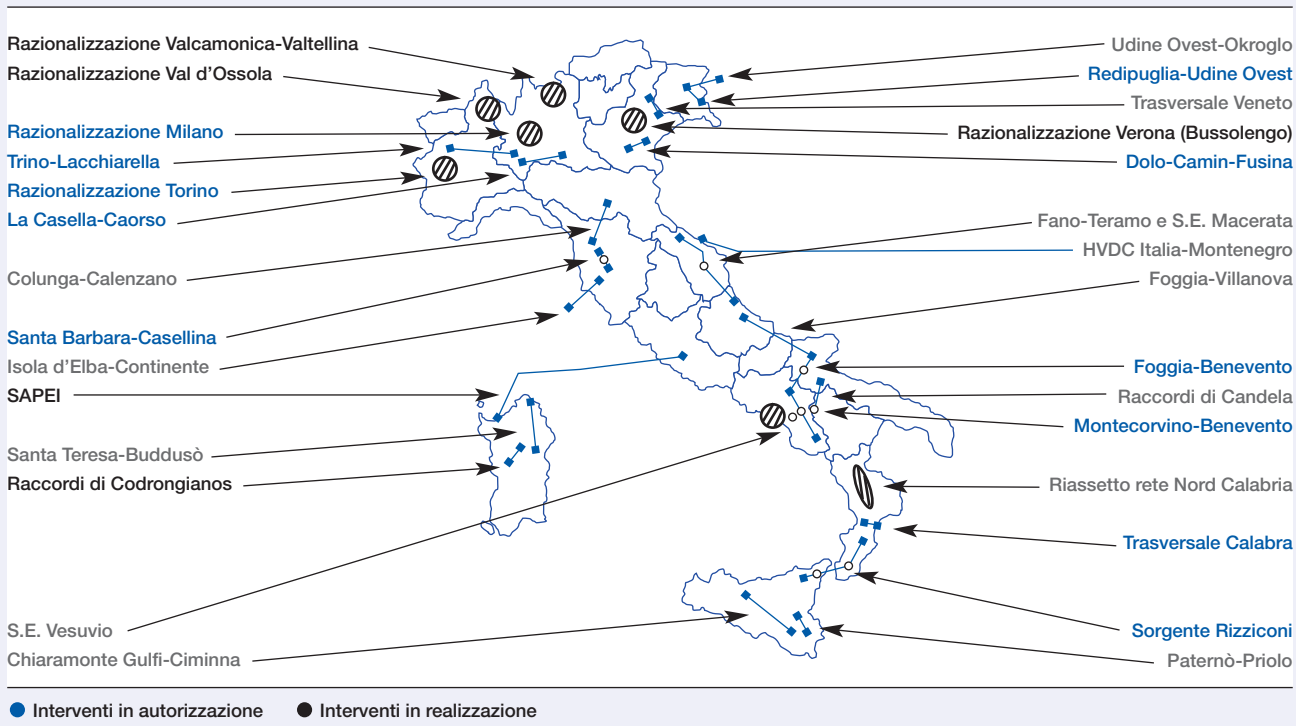 Razionalizzazione Valcamonica-Valtellina
Razionalizzazione Val d’Ossola
Razionalizzazione Milano
Trino-Lacchiarella
Razionalizzazione Torino
La Casella-Caorso
Colunga-Calenzano
Santa Barbara-Casellina
Isola d’Elba-Continente
SAPEI
Santa Teresa-Buddusò
Raccordi di Codrongianos
S.E. Vesuvio
Chiaramonte Gulfi-Ciminna
Udine Ovest-Okroglo
Redipuglia-Udine Ovest
Trasversale Veneto
Razionalizzazione Verona (Bussolengo)
Dolo-Camin-Fusina
Fano-Teramo e S.E. Macerata
HVDC Italia-Montenegro
Foggia-Villanova
Foggia-Benevento
Raccordi di Candela
Montecorvino-Benevento
Riassetto rete Nord Calabria
Trasversale Calabra
Sorgente Rizziconi
Paternò-Priolo
Interventi in autorizzazione
Interventi in realizzazione